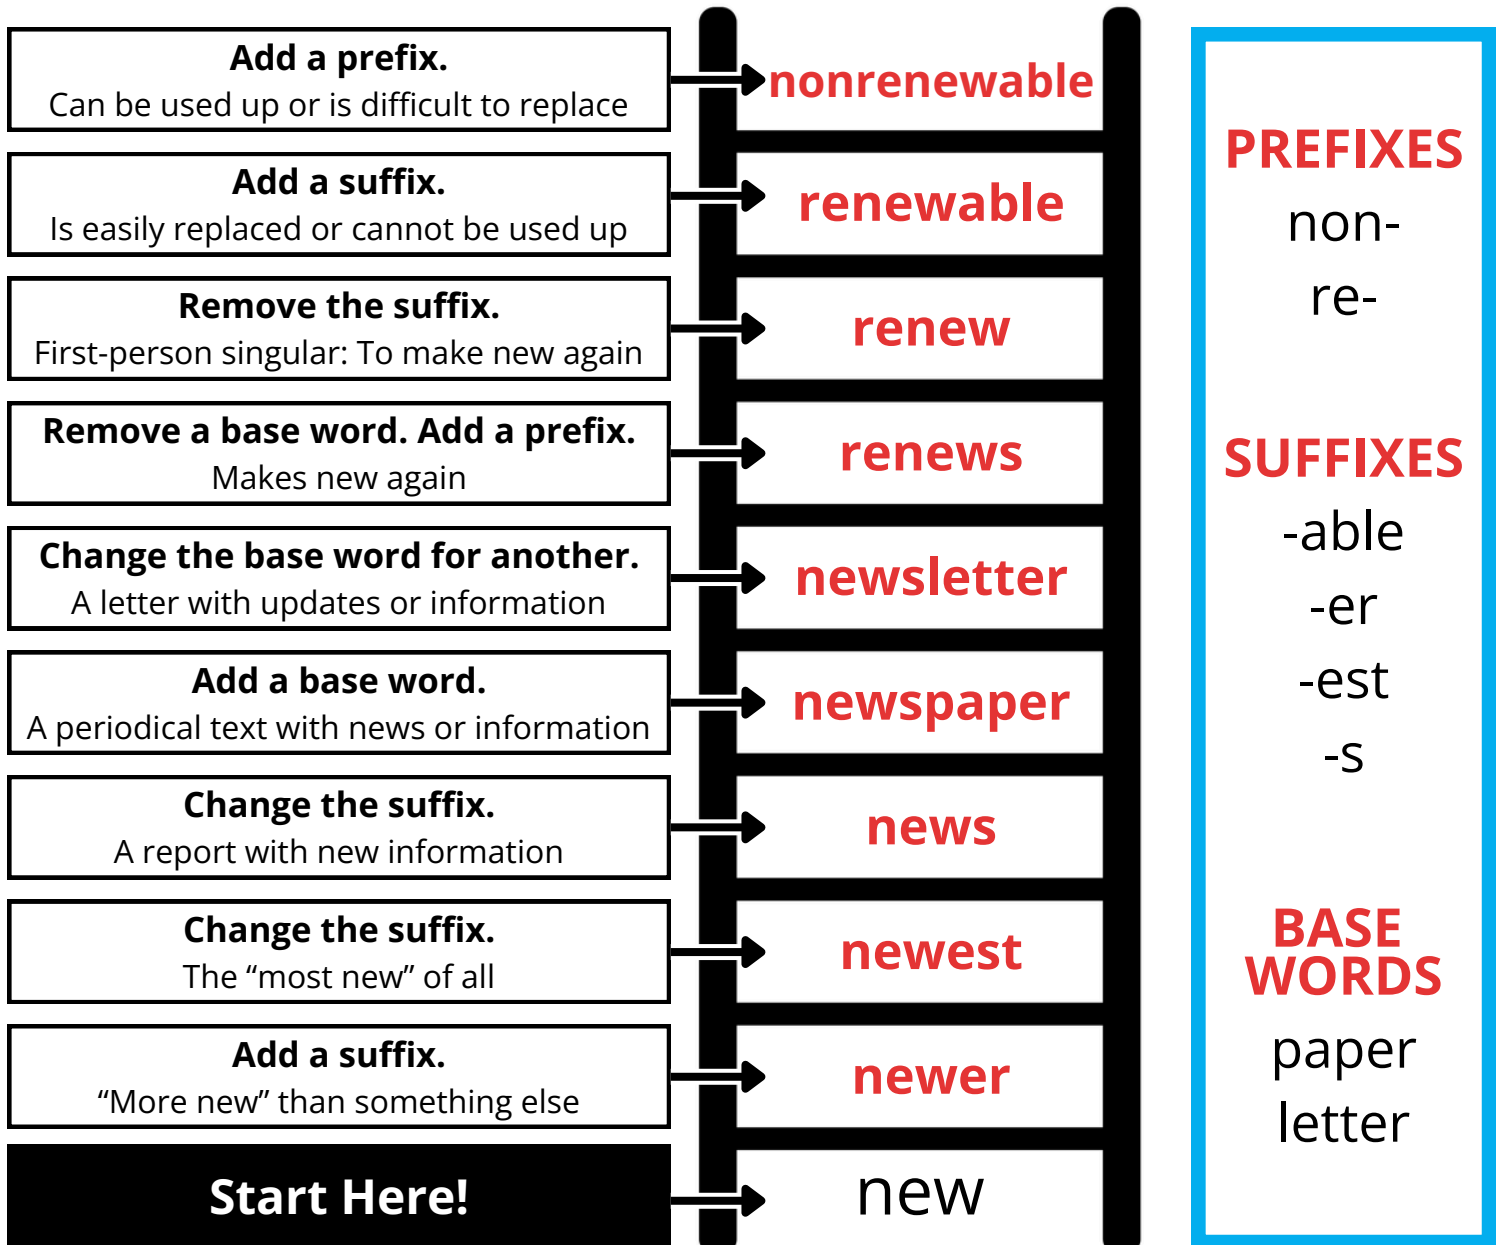 Add a prefix.
Can be used up or is difficult to replace
nonrenewable
Add a suffix.
Is easily replaced or cannot be used up
renewable
Remove the suffix.
First-person singular: To make new again
renew
Remove a base word. Add a prefix.
Makes new again
renews
Change the base word for another.
A letter with updates or information
newsletter
Add a base word.
A periodical text with news or information
newspaper
Change the suffix.
A report with new information
news
Change the suffix.
The “most new” of all
newest
Add a suffix.
“More new” than something else
newer
Start Here!
new
PREFIXES
non-
re-
SUFFIXES
-able
-er
-est
-s
BASE
WORDS
paper
letter